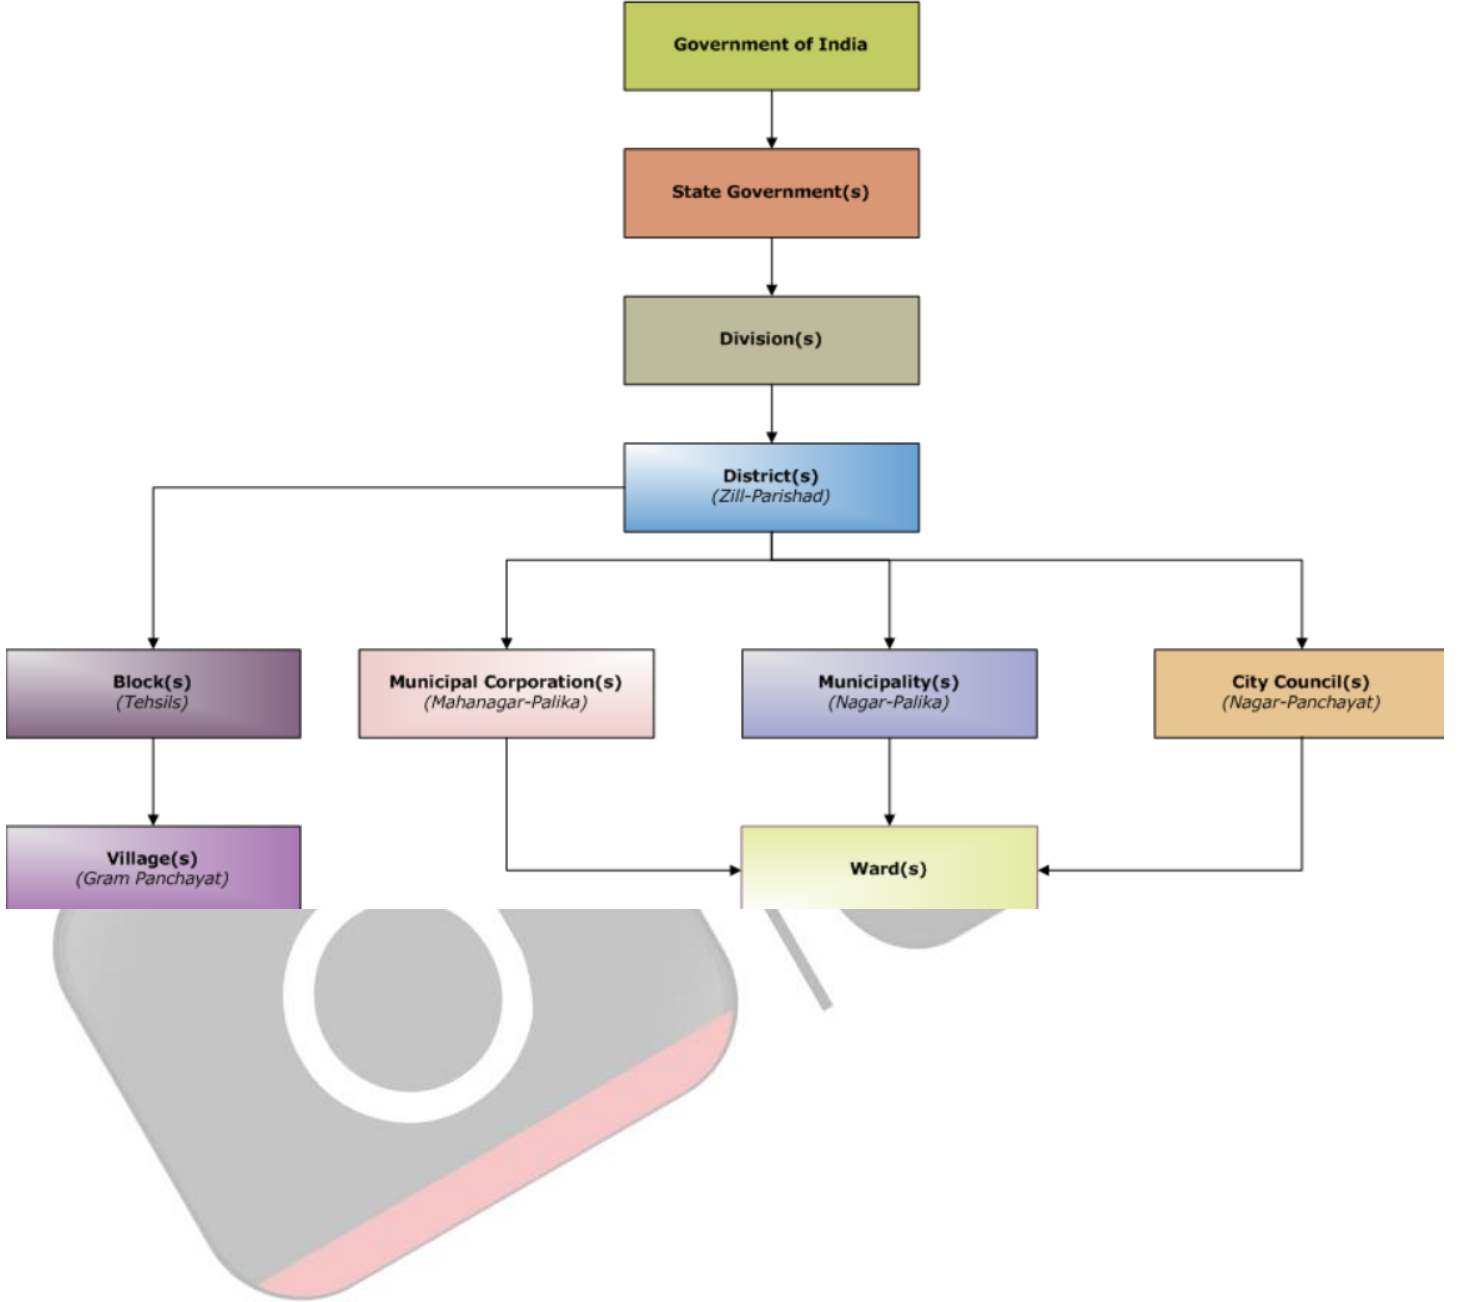 Government of India
State Government(s)
Division(s)
District(s)
(Zill-Parishad)
Block(s)
(Tehsils)
Municipal Corporation(s)
(Mahanagar-Palika)
Municipality(s)
(Nagar-Palika)
City Council(s)
(Nagar-Panchayat)
Village(s)
(Gram Panchayat)
Ward(s)